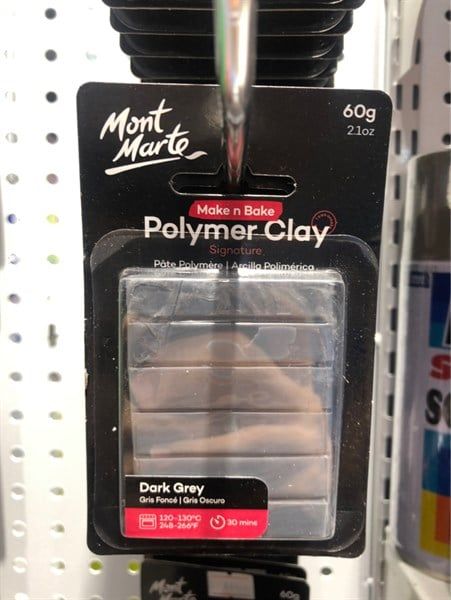 Mont
Marte
60g
2.1oz
Make n Bake
Polymer Clay
Signature
Pâte Polymère | Arcilla Polimérica
Dark Grey
Gris Foncé | Gris Oscuro
120-130°C
248-266°F
30 mins
Mont
60g